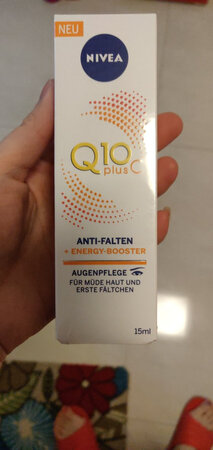 NEU
NIVEA
Q10
plus C
ANTI-FALTEN
+ ENERGY-BOOSTER
AUGENPFLEGE
FÜR MÜDE HAUT UND
ERSTE FÄLTCHEN
15ml